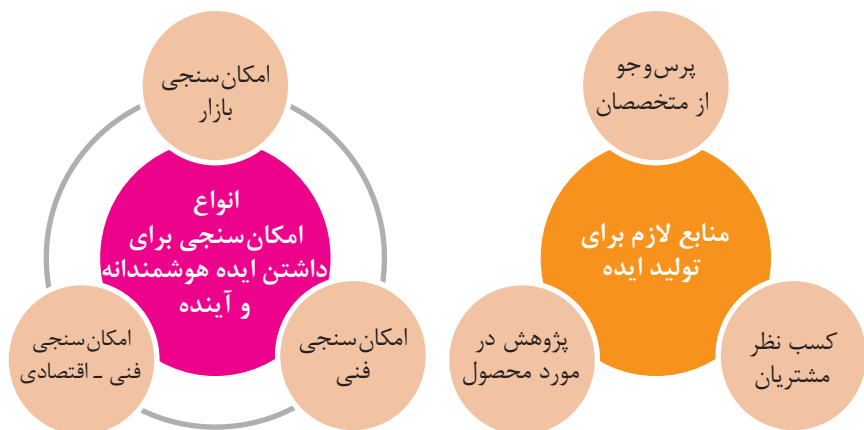 پرس‌وجو
از متخصصان
منابع لازم برای
تولید ایده
کسب نظر
مشتریان
پژوهش در
مورد محصول
امکان‌سنجی
بازار
انواع
امکان‌سنجی برای
داشتن ایده هوشمندانه
و آینده
امکان‌سنجی
فنی
امکان‌سنجی
فنی ـ اقتصادی